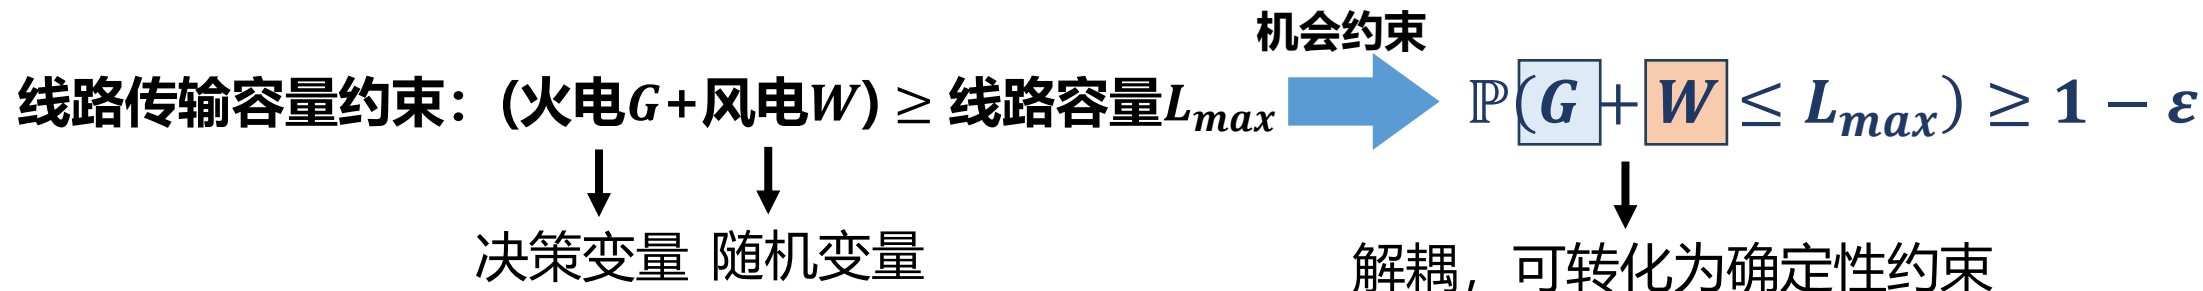 机会约束
线路传输容量约束：(火电G+风电W) ≥ 线路容量L_max ℙ(G + W ≤ L_max) ≥ 1 − ε
决策变量 随机变量
解耦，可转化为确定性约束